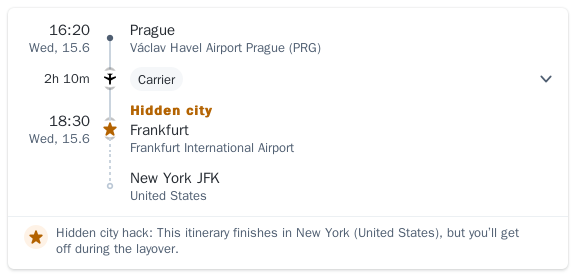 16:20
Prague
Wed, 15.6
Václav Havel Airport Prague (PRG)
2h 10m
Carrier
Hidden city
18:30
Frankfurt
Wed, 15.6
Frankfurt International Airport
New York JFK
United States
Hidden city hack: This itinerary finishes in New York (United States), but you’ll get
off during the layover.